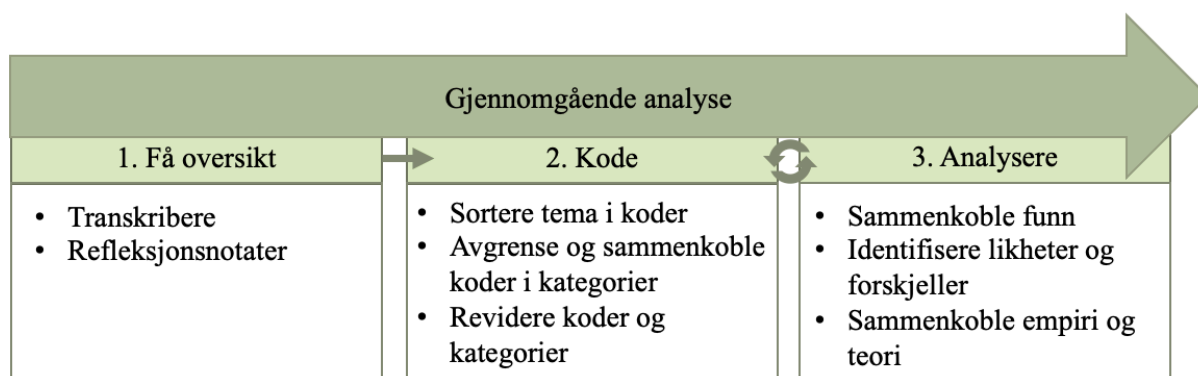 Gjennomgående analyse
1. Få oversikt
• Transkribere
• Refleksjonsnotater
2. Kode
• Sortere tema i koder
• Avgrense og sammenkoble
koder i kategorier
• Revidere koder og
kategorier
3. Analysere
• Sammenkoble funn
• Identifisere likheter og
forskjeller
• Sammenkoble empiri og
teori